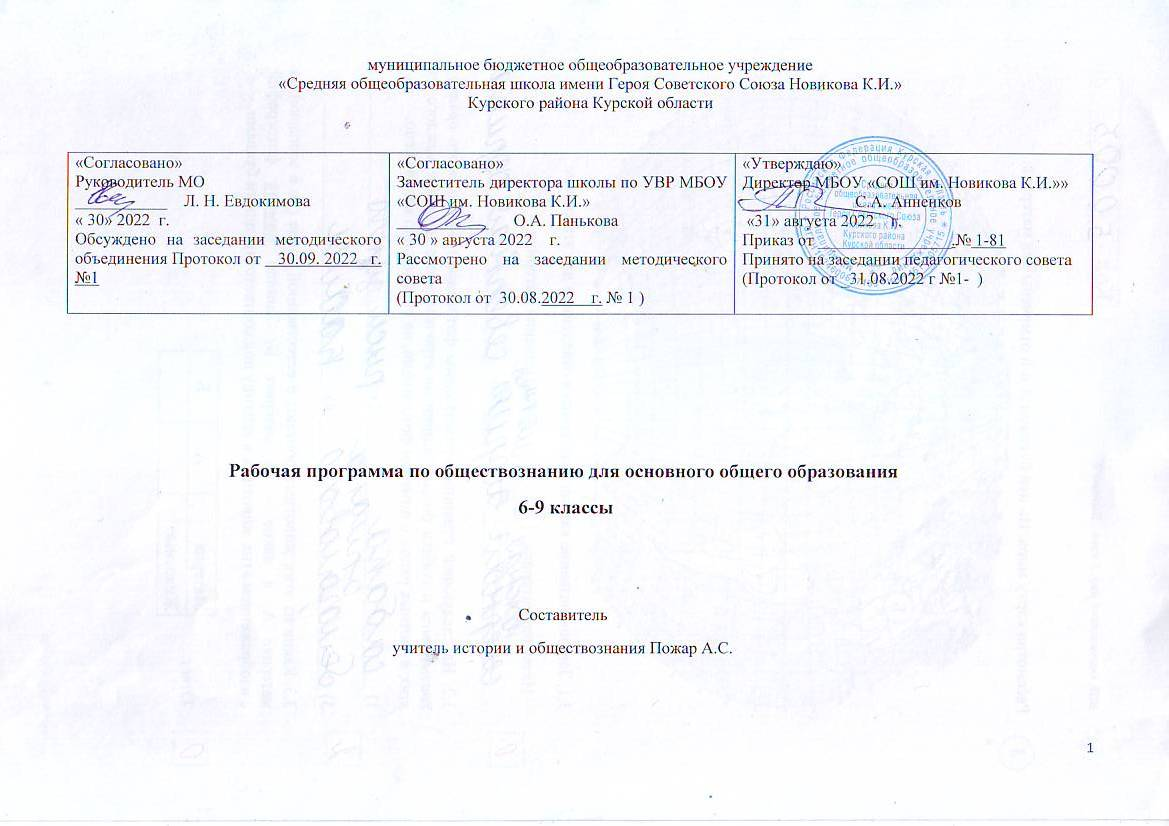 муниципальное бюджетное общеобразовательное учреждение
«Средняя общеобразовательная школа имени Героя Советского Союза Новикова К.И.»
Курского района Курской области
«Согласовано»
Руководитель МО
Л. Н. Евдокимова
« 30» 2022 г.
Обсуждено на заседании методического
объединения Протокол от 30.09. 2022 г.
№1
«Согласовано»
Заместитель директора школы по УВР МБОУ
«СОШ им. Новикова К.И.»
О.А. Панькова
« 30 » августа 2022 г.
Рассмотрено на заседании методического
совета
(Протокол от 30.08.2022 г. № 1 )
«Утверждаю»
Директор МБОУ «СОШ им. Новикова К.И.»»
С.А. Анненков
«31» августа 2022 г.
Приказ от № 1-81
Принято на заседании педагогического совета
(Протокол от 31.08.2022 г №1- )
Рабочая программа по обществознанию для основного общего образования
6-9 классы
Составитель
учитель истории и обществознания Пожар А.С.
1